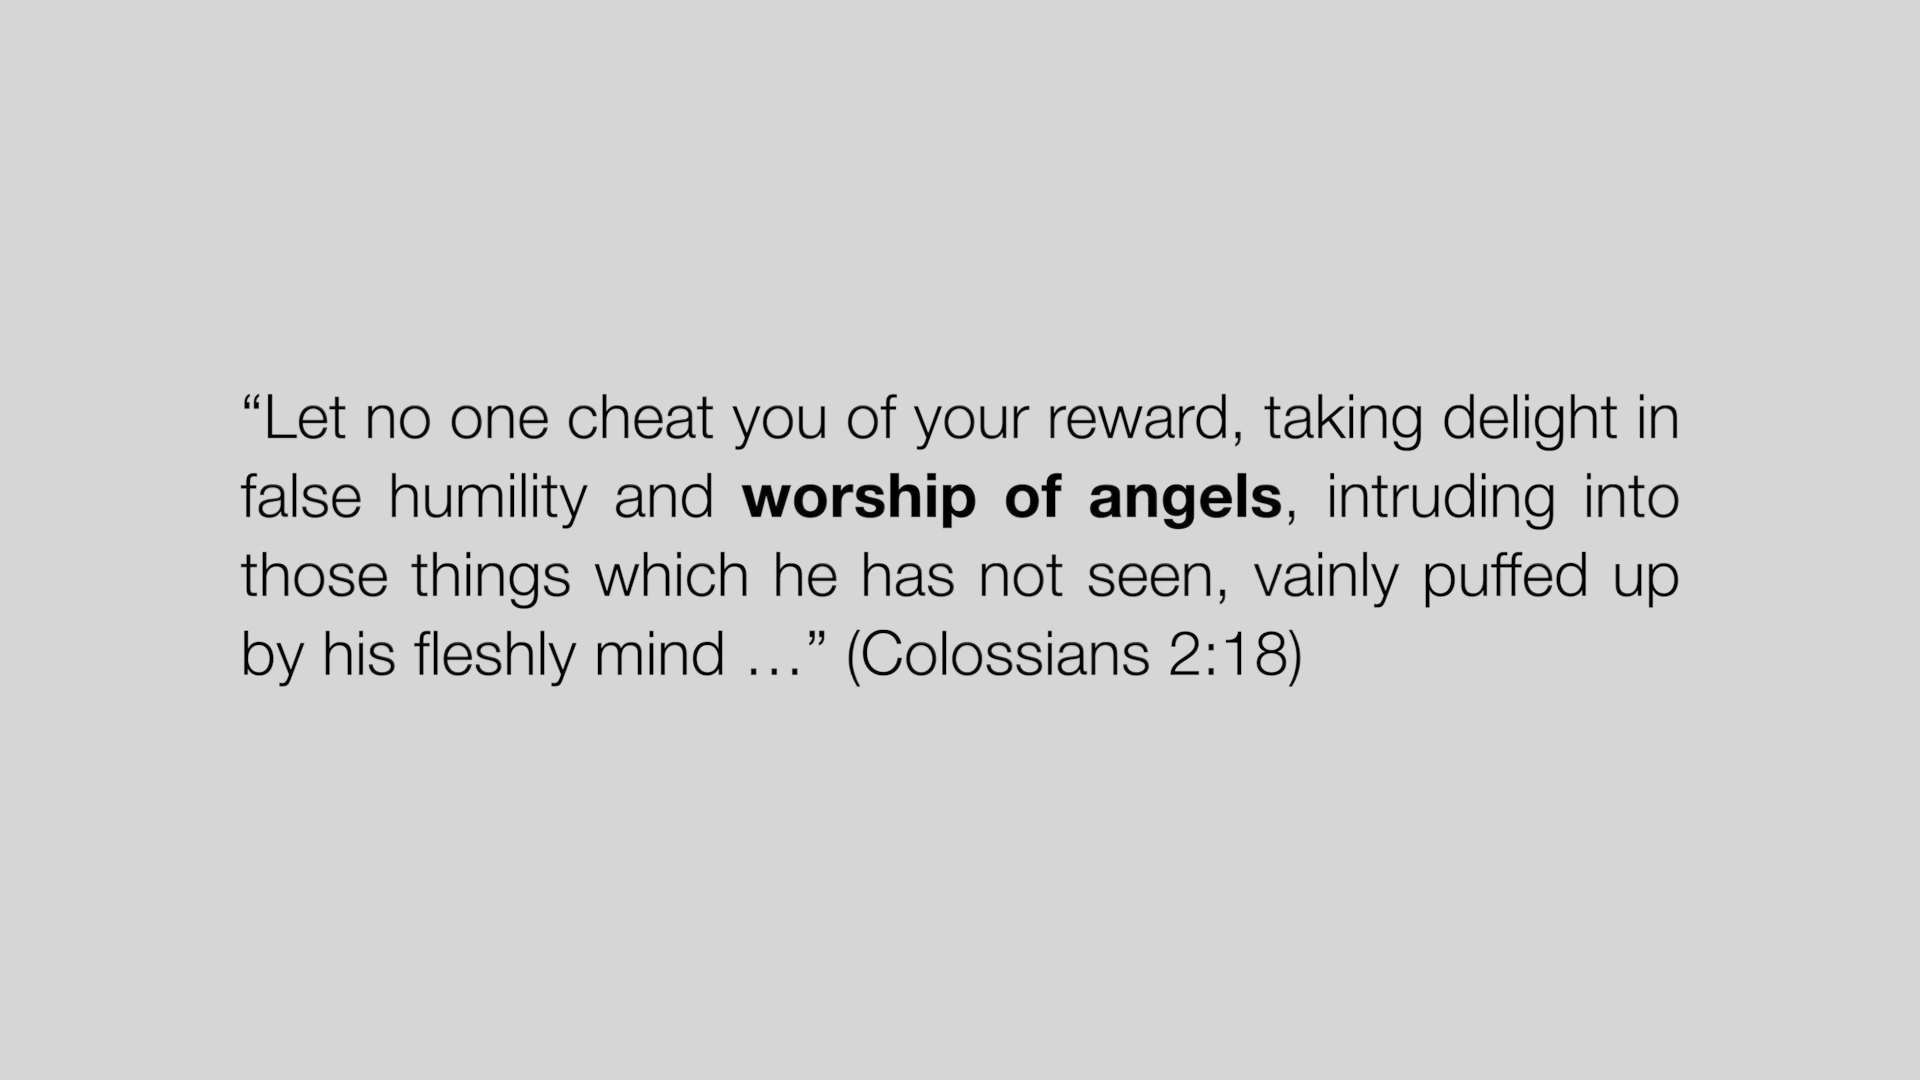 “Let no one cheat you of your reward, taking delight in
false humility and worship of angels, intruding into
those things which he has not seen, vainly puffed up
by his fleshly mind …” (Colossians 2:18)